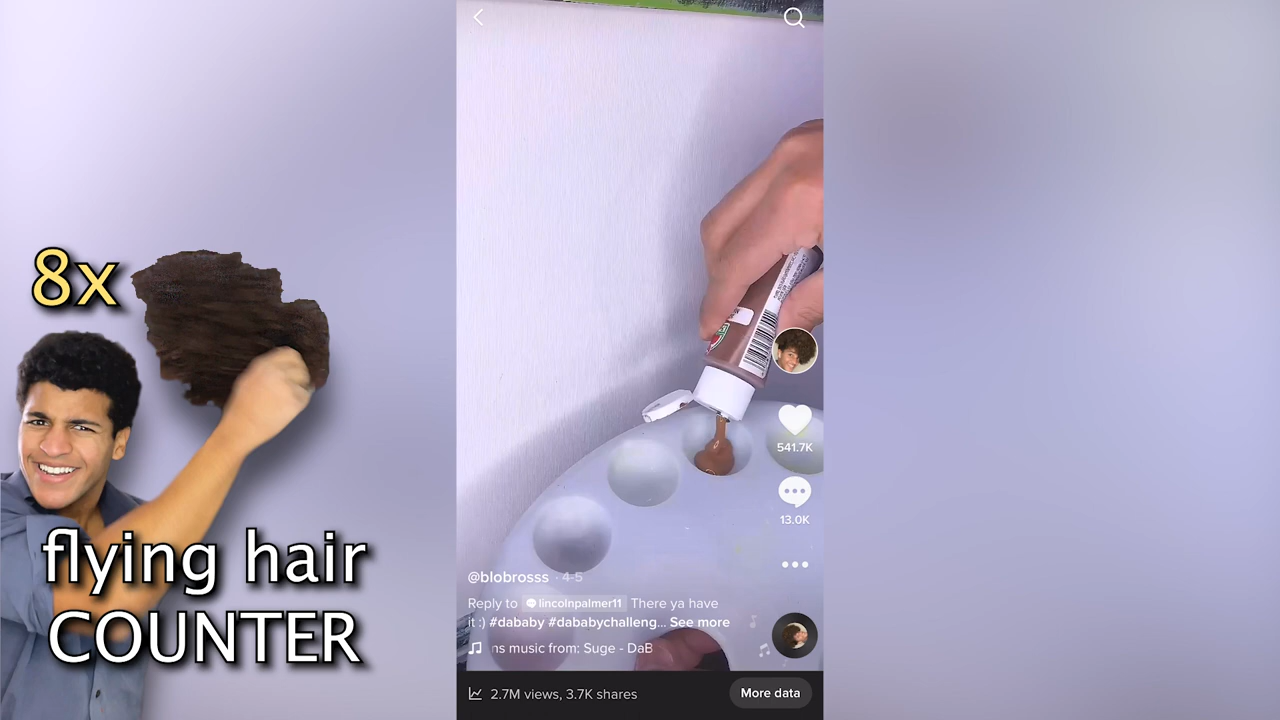 8x
flying hair
COUNTER
541.7K
13.0K
@blobrosss · 4-5
Reply to lincolnpalmer11 There ya have
it :) #dababy #dababychalleng... See more
ns music from: Suge - DaB
2.7M views, 3.7K shares
More data